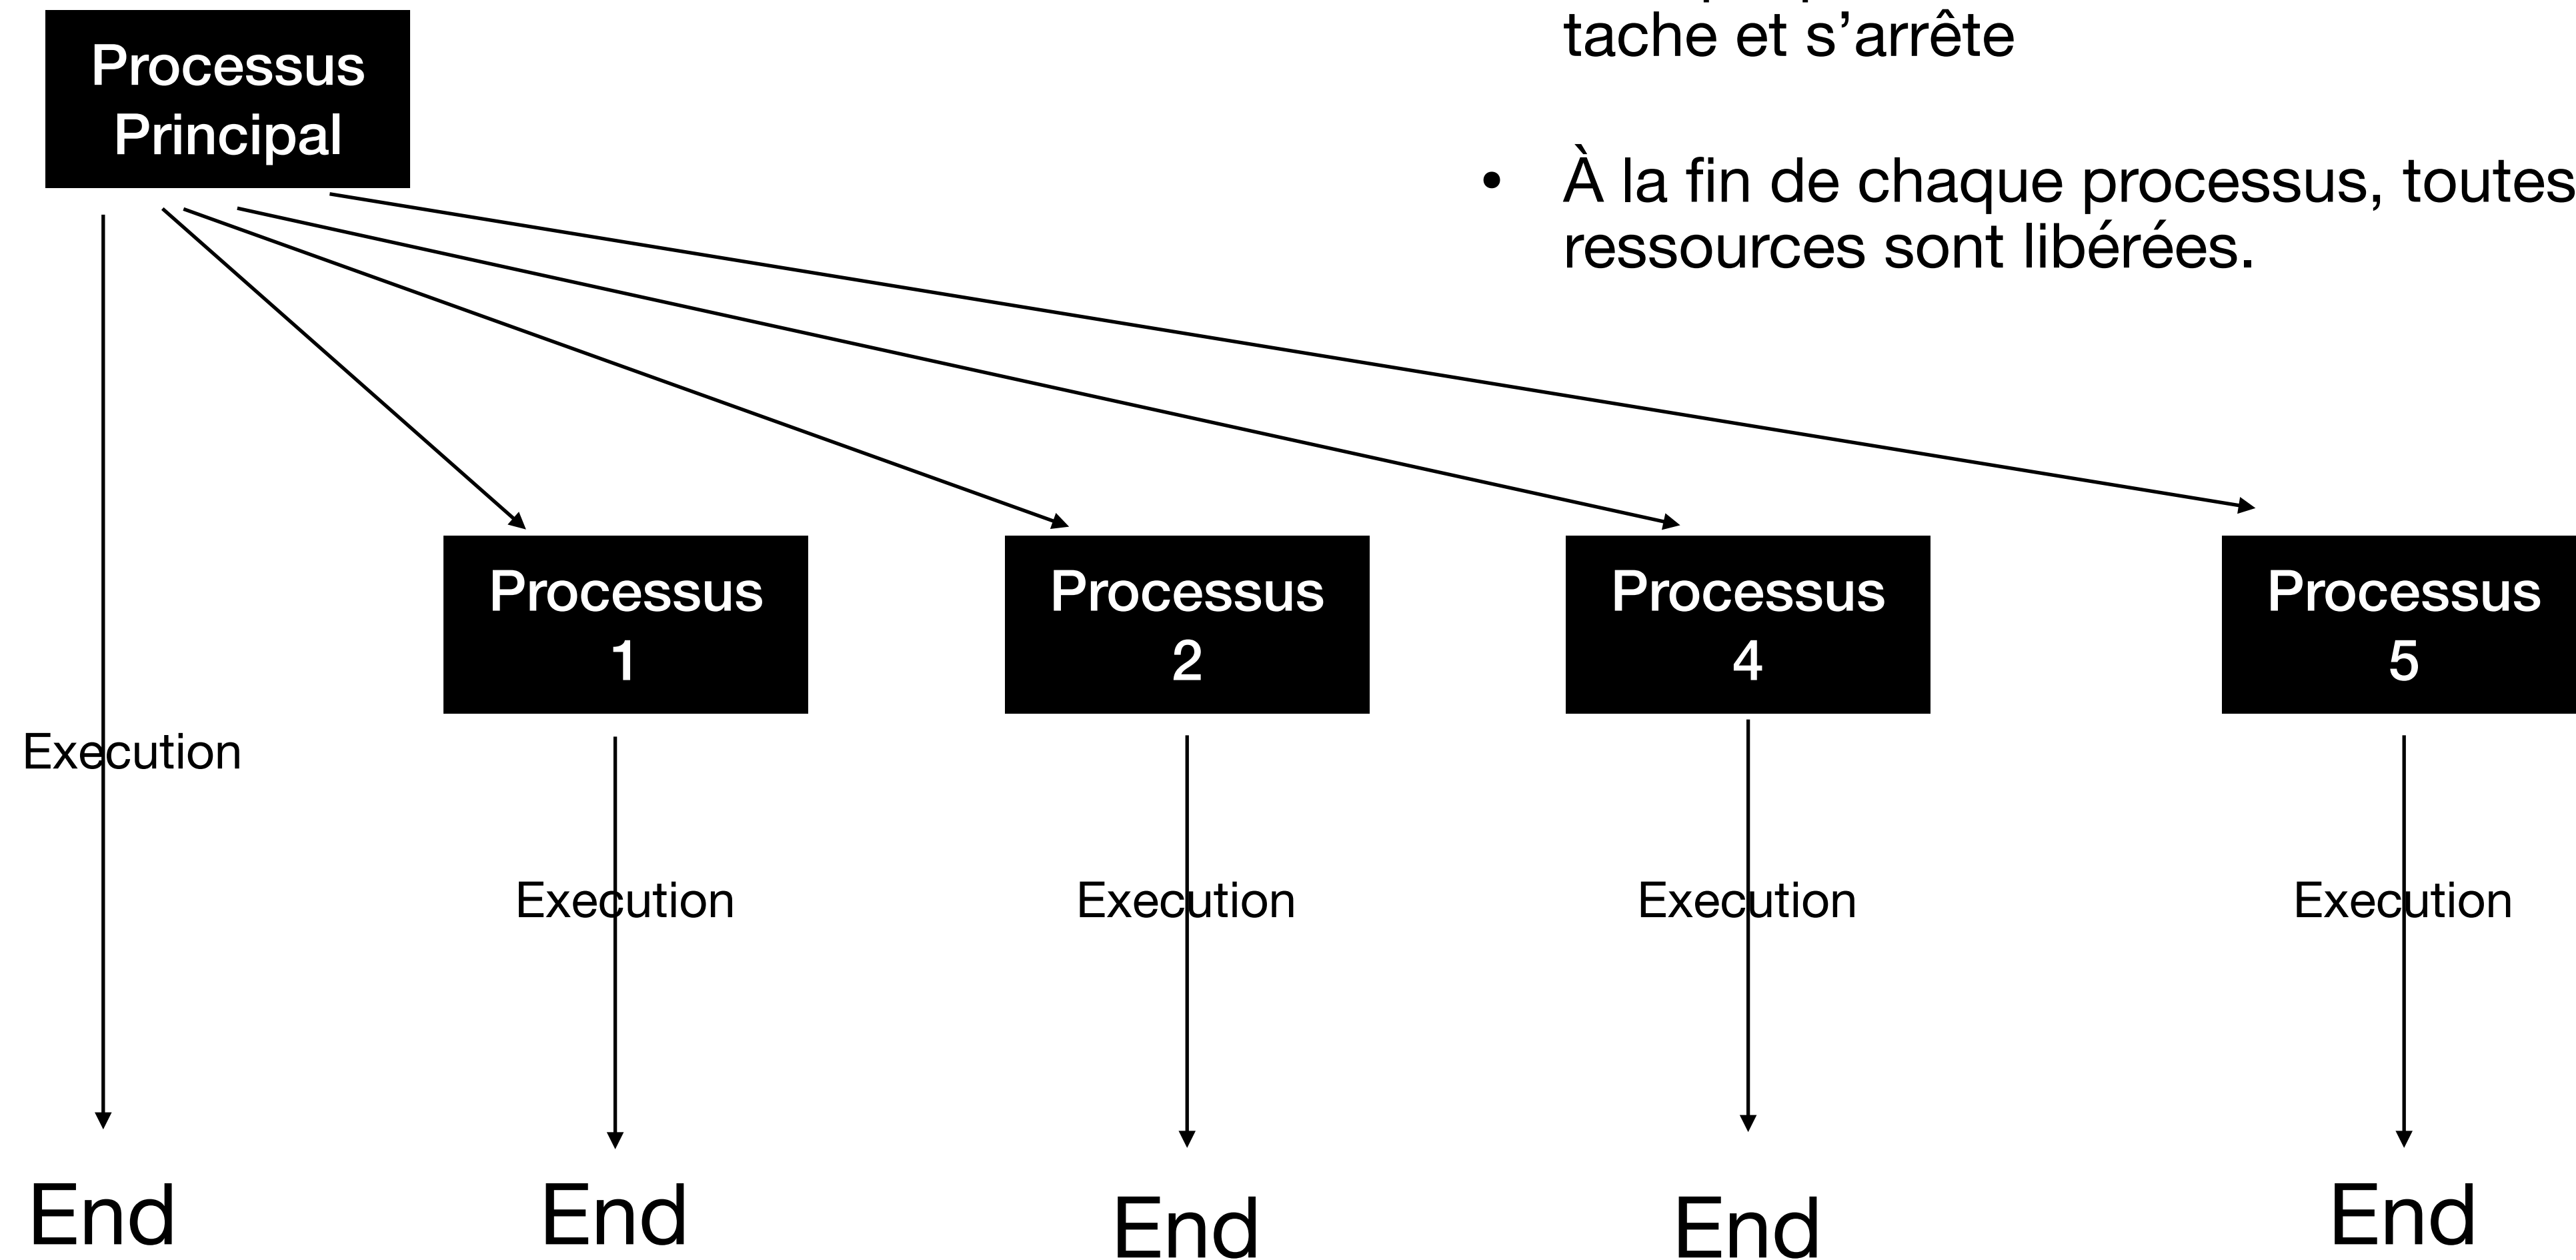 tache et s’arrête
• À la fin de chaque processus, toutes
ressources sont libérées.
Processus
Principal
Processus
1
Processus
2
Processus
4
Processus
5
Execution
Execution
Execution
Execution
Execution
End
End
End
End
End